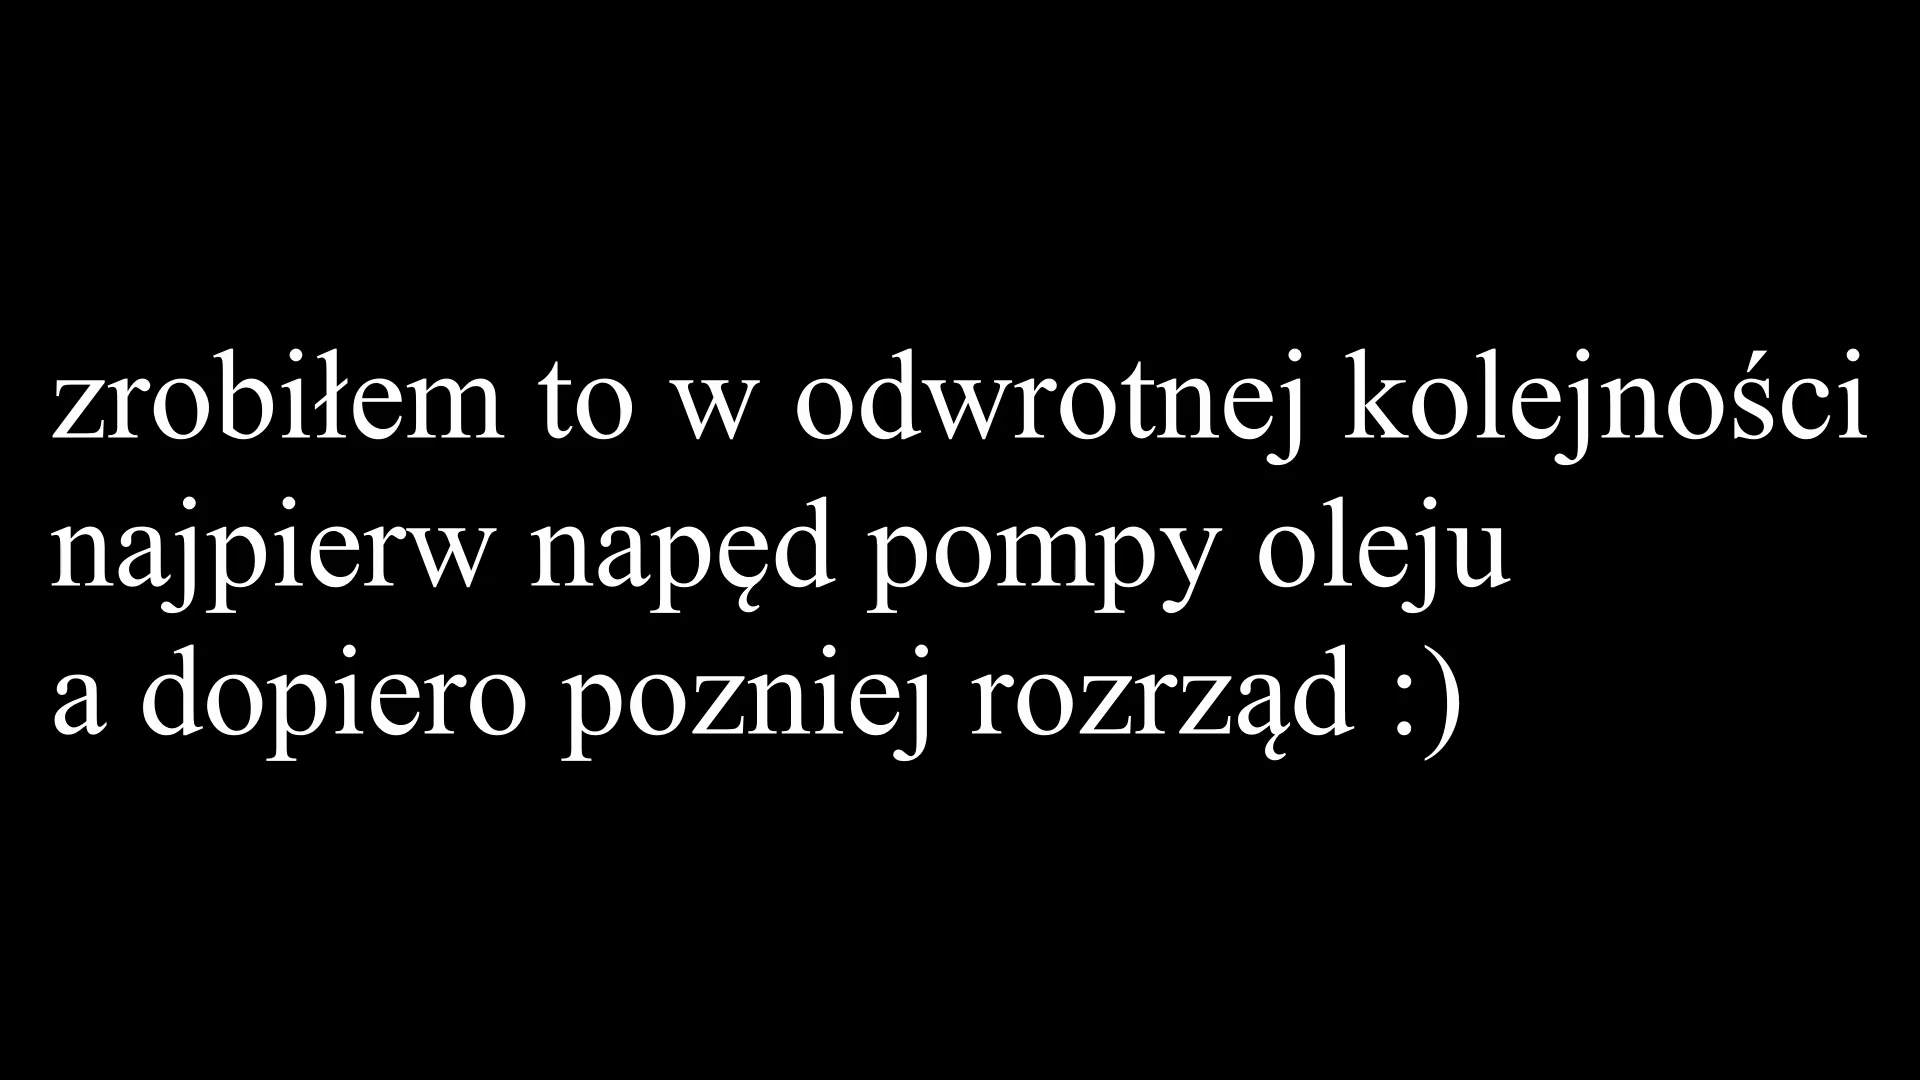 zrobiłem to w odwrotnej kolejności
najpierw napęd pompy oleju
a dopiero pozniej rozrząd :)